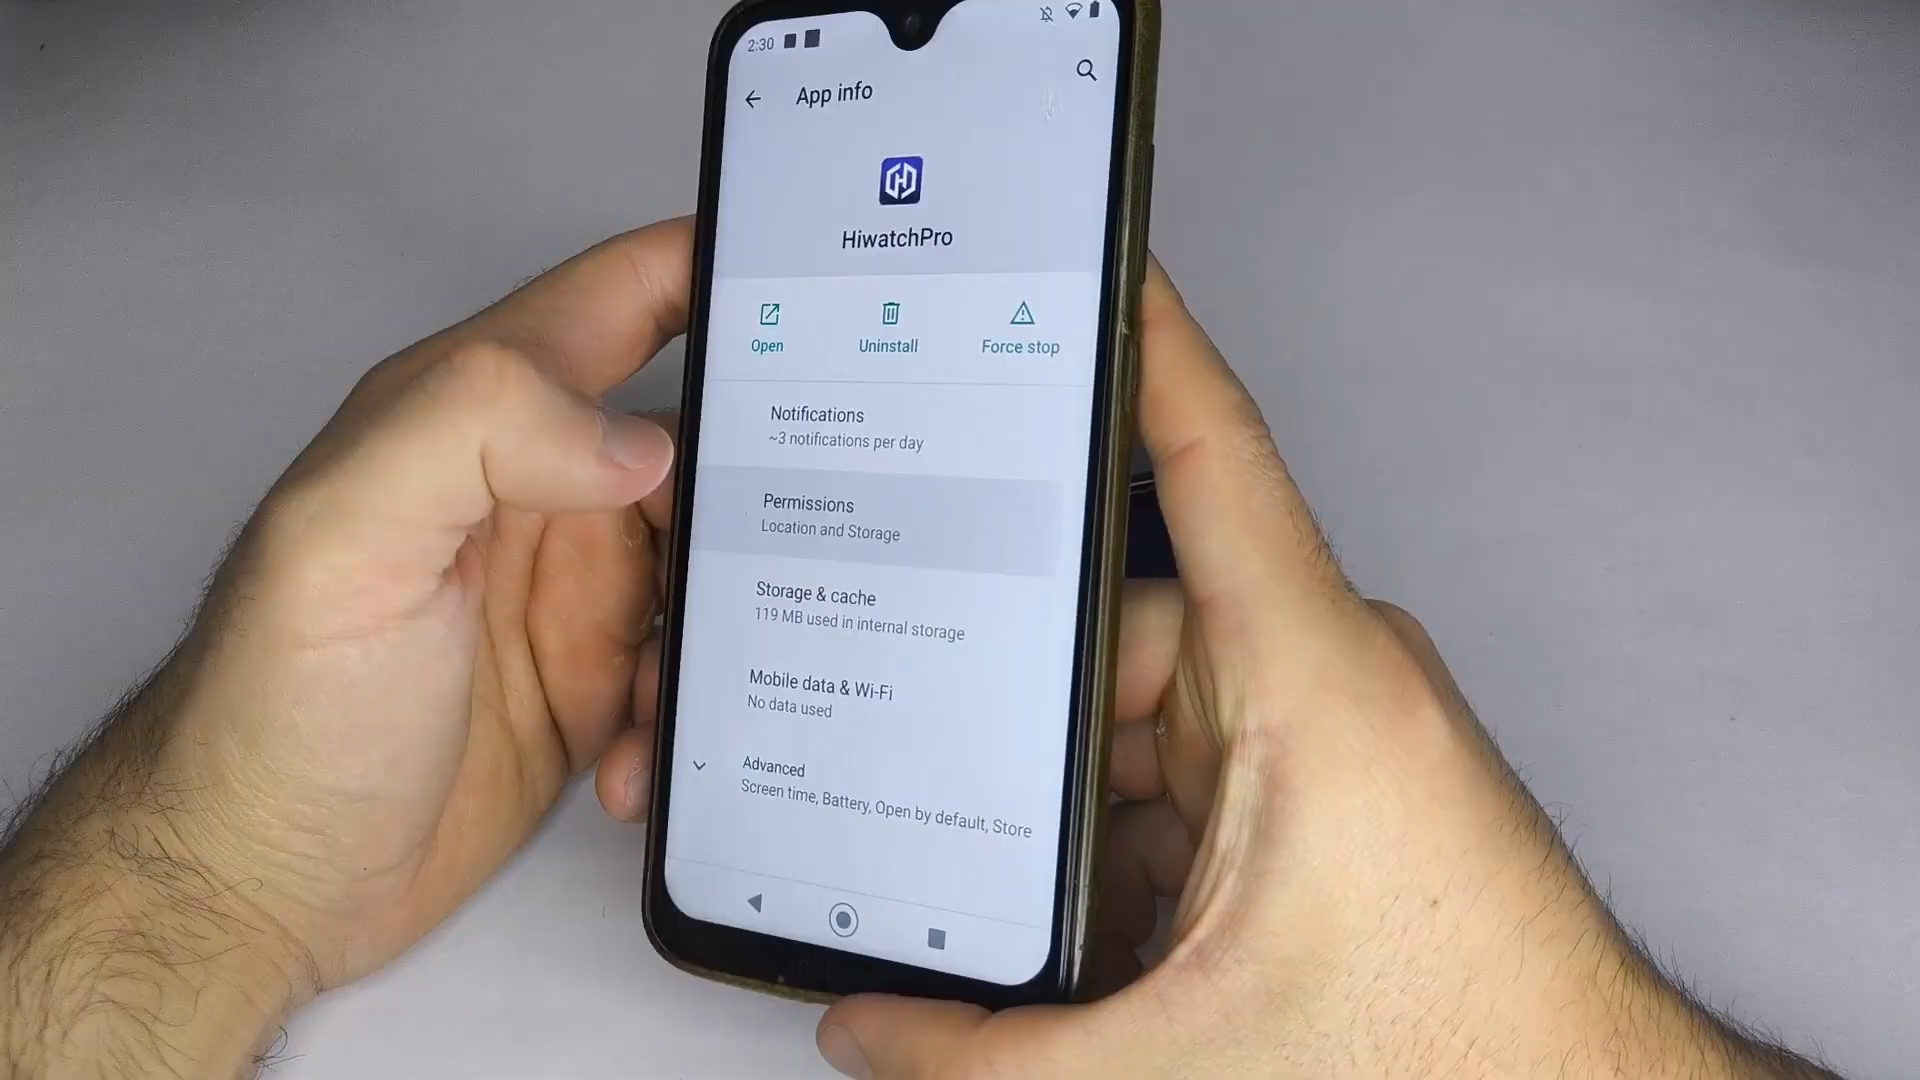 2:30
App info
HiwatchPro
Open
Uninstall
Force stop
Notifications
~3 notifications per day
Permissions
Location and Storage
Storage & cache
119 MB used in internal storage
Mobile data & Wi-Fi
No data used
Advanced
Screen time, Battery, Open by default, Store